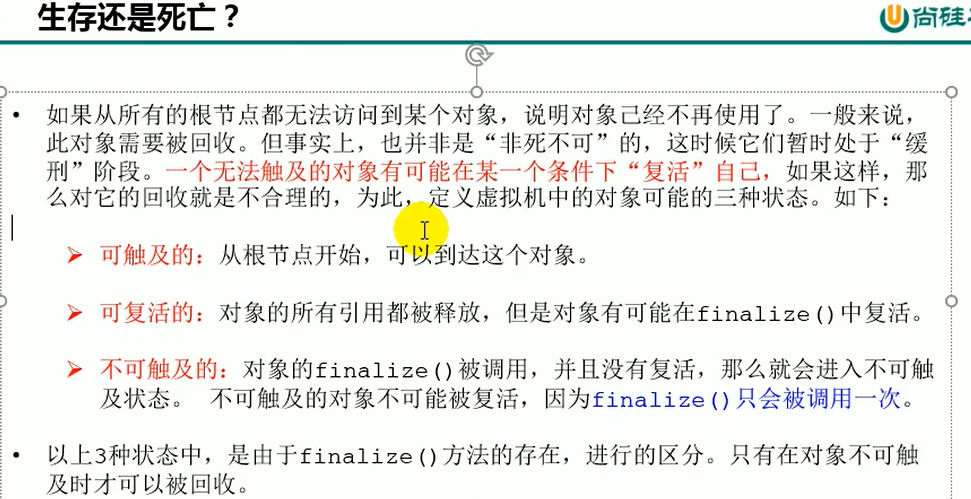 生存还是死亡？
尚硅
• 如果从所有的根节点都无法访问到某个对象，说明对象己经不再使用了。一般来说，
此对象需要被回收。但事实上，也并非是“非死不可”的，这时候它们暂时处于“缓
刑”阶段。一个无法触及的对象有可能在某一个条件下“复活”自己，如果这样，那
么对它的回收就是不合理的，为此，定义虚拟机中的对象可能的三种状态。如下：
➢ 可触及的：从根节点开始，可以到达这个对象。
➢ 可复活的：对象的所有引用都被释放，但是对象有可能在finalize()中复活。
➢ 不可触及的：对象的finalize()被调用，并且没有复活，那么就会进入不可触
及状态。 不可触及的对象不可能被复活，因为finalize()只会被调用一次。
• 以上3种状态中，是由于finalize()方法的存在，进行的区分。只有在对象不可触
及时才可以被回收。